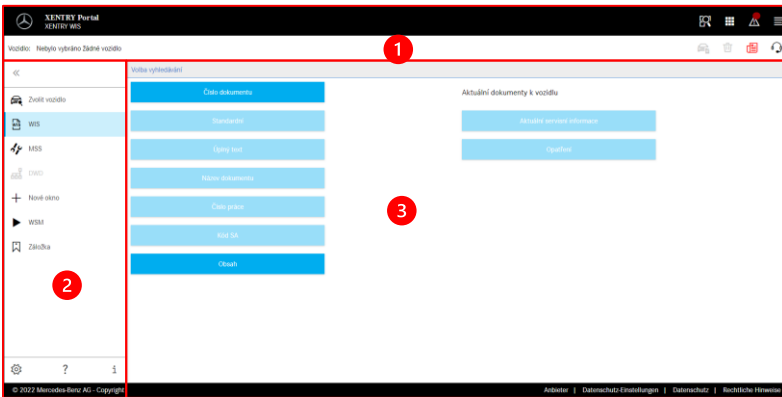 XENTRY Portal
XENTRY WIS
Vozidlo: Nebylo vybráno Žádné vozidlo
1
Volba vyhledávání
Zvolit vozidlo
WIS
MSS
DWD
Nové okno
WSM
Záložka
2
Číslo dokumentu
Standardní
Úplný text
Název dokumentu
Číslo práce
Kód SA
Obsah
Aktuální dokumenty k vozidlu
Aktuální servisní informace
Opatření
3
© 2022 Mercedes-Benz AG - Copyright
Anbieter | Datenschutz-Einstellungen | Datenschutz | Rechtliche Hinweise